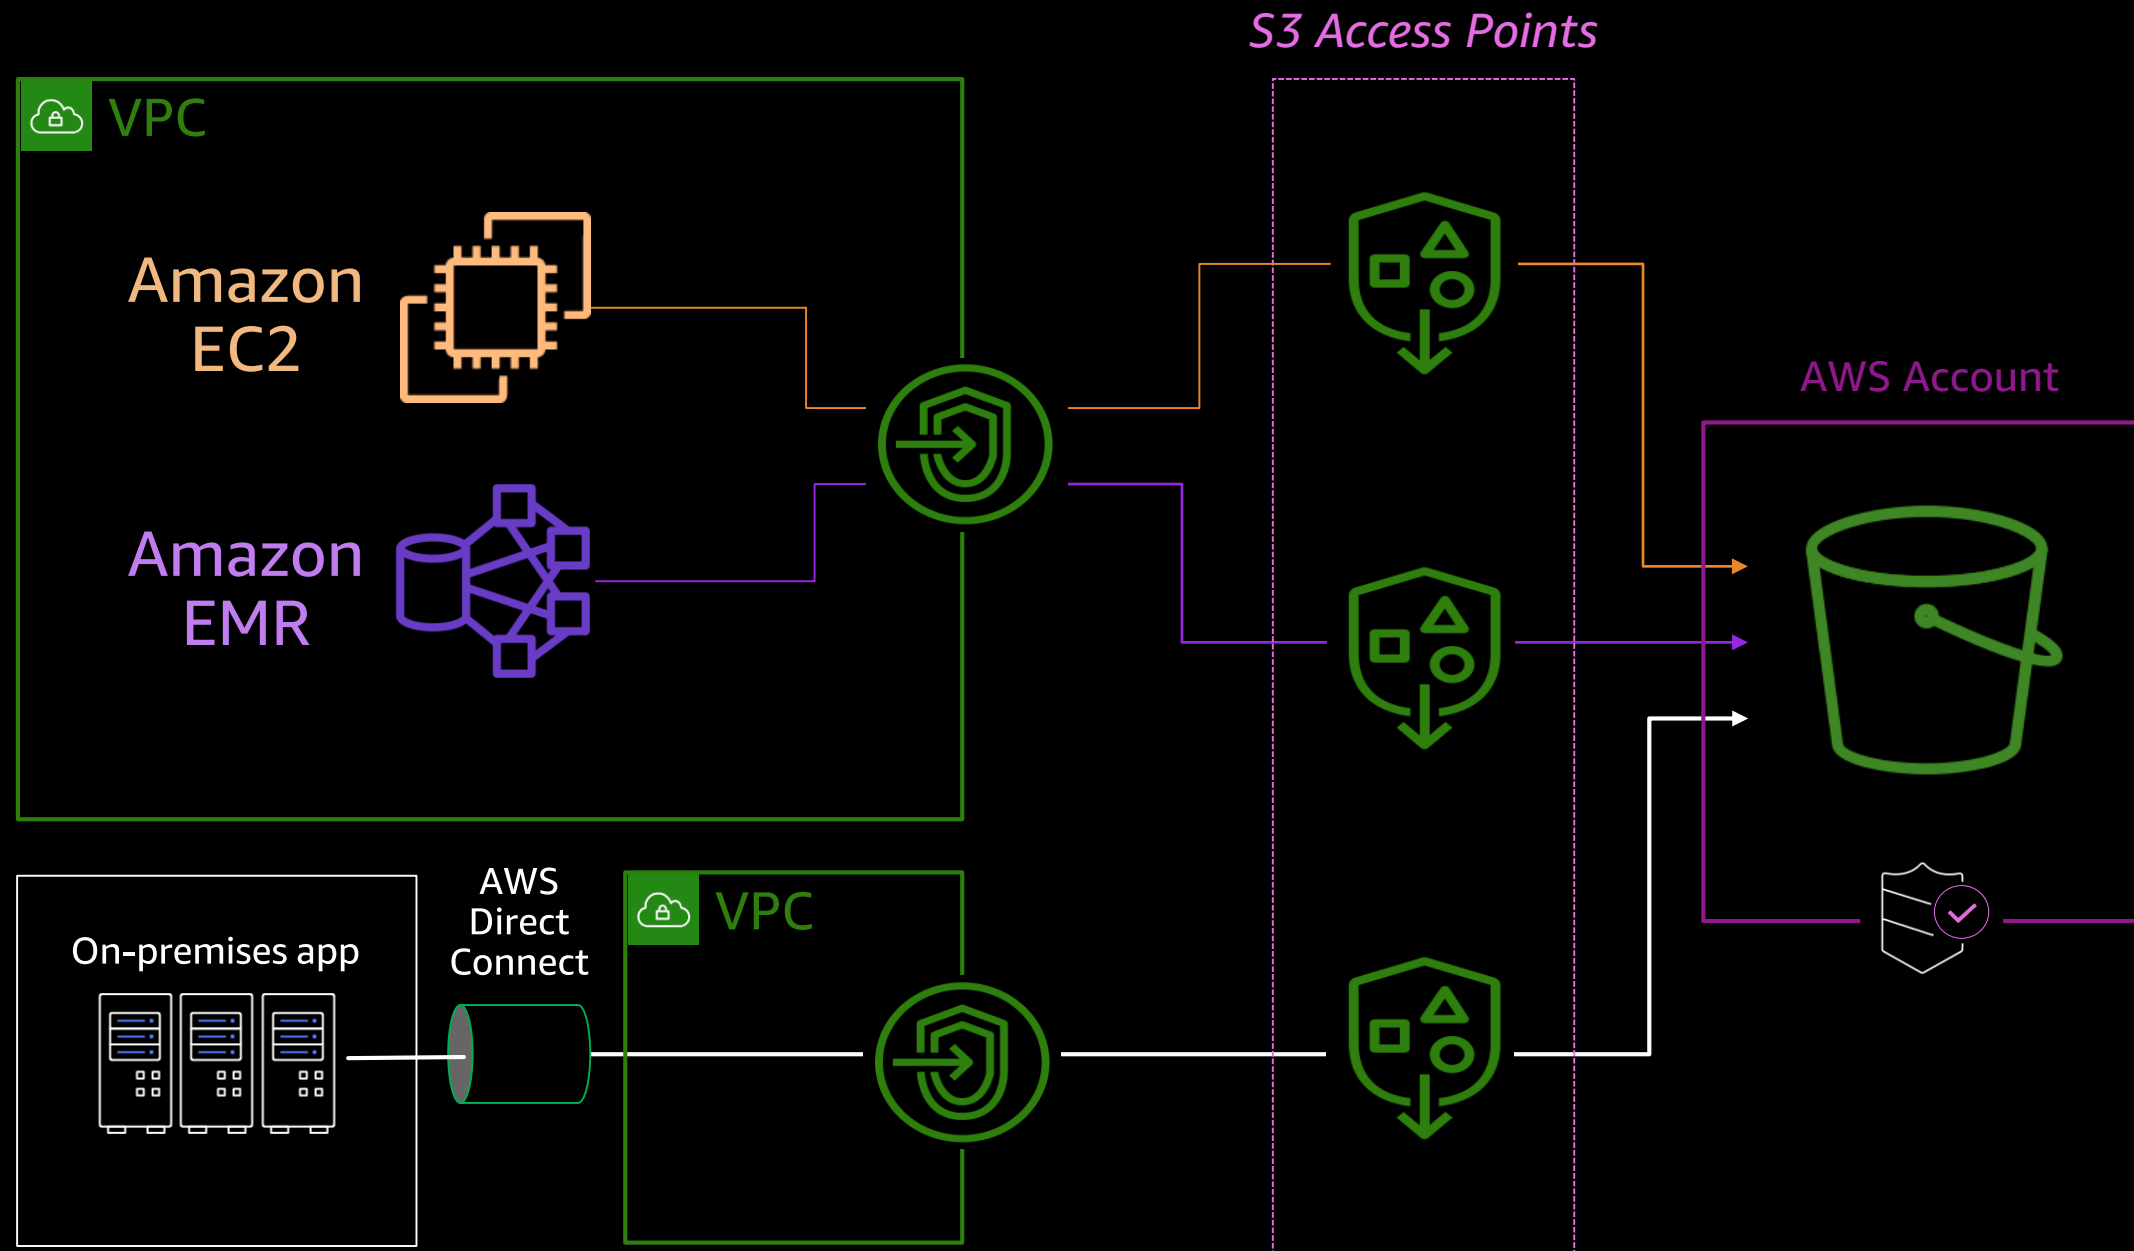 S3 Access Points
VPC
Amazon
EC2
AWS Account
Amazon
EMR
AWS
Direct
Connect
VPC
On-premises app